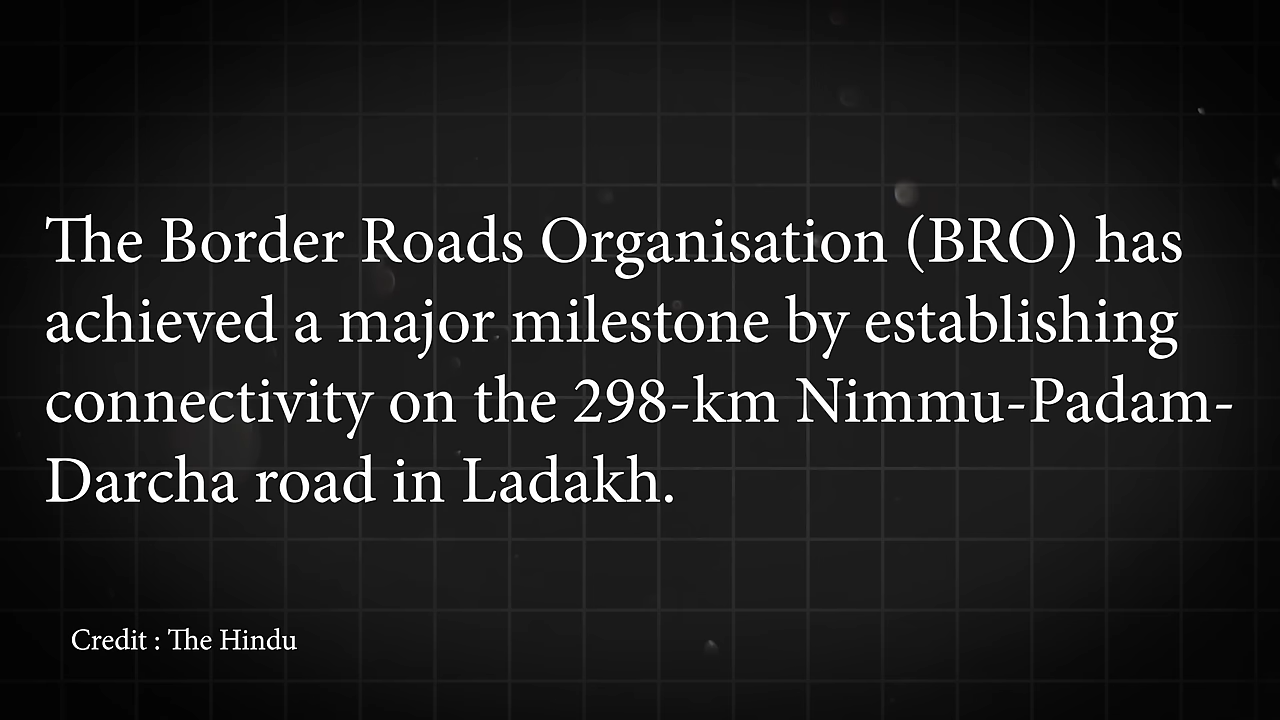 The Border Roads Organisation (BRO) has
achieved a major milestone by establishing
connectivity on the 298-km Nimmu-Padam-
Darcha road in Ladakh.
Credit : The Hindu